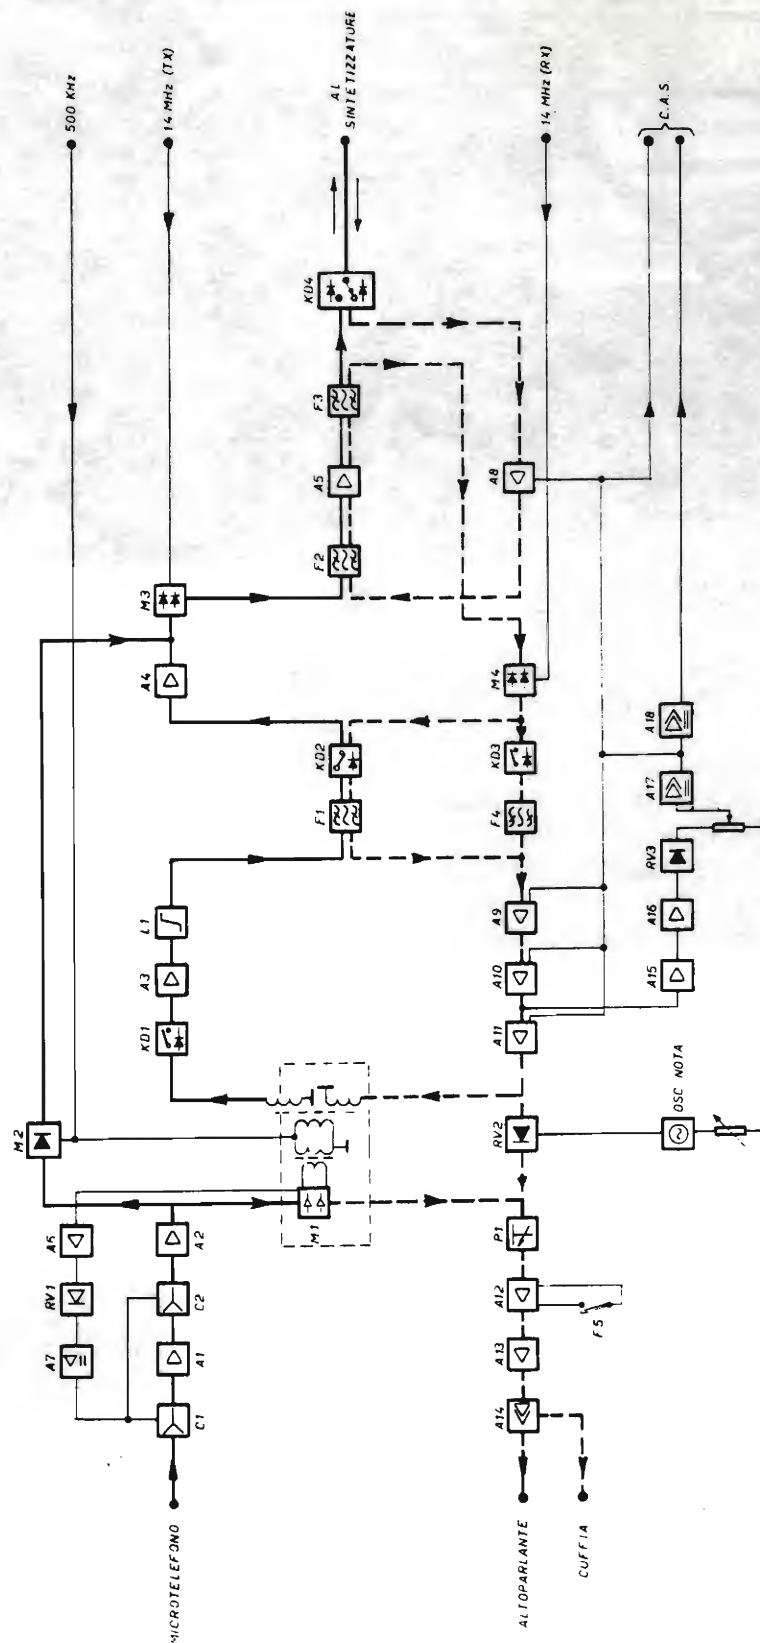 500 KHz
14 MHz (TX)
AL
SINTETIZZATORE
14 MHz (RX)
C.A.S.
KD4
F3
A5
F2
A8
M3
A4
M4
KD2
F1
KD3
F4
A18
A17
RV3
A16
A15
L1
A3
KD1
A9
A10
A11
M2
M1
RV2
OSC NOTA
A6
RV1
A7
A2
C2
A1
C1
P1
A12
F5
A13
A14
MICROTELEFONO
ALTOPARLANTE
CUFFIA